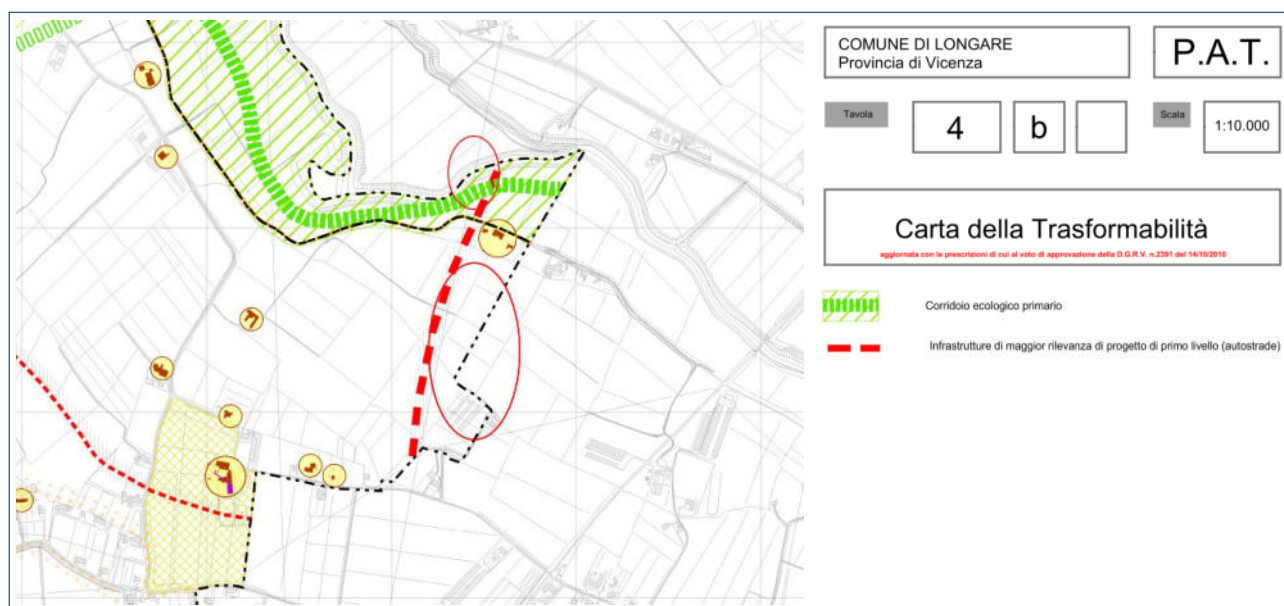 COMUNE DI LONGARE
Provincia di Vicenza
P.A.T.
Tavola
4
b
Scala
1:10.000
Carta della Trasformabilità
aggiornata con le prescrizioni di cui al voto di approvazione della D.G.R.V. n.2391 del 14/10/2010
Corridoio ecologico primario
Infrastrutture di maggior rilevanza di progetto di primo livello (autostrade)